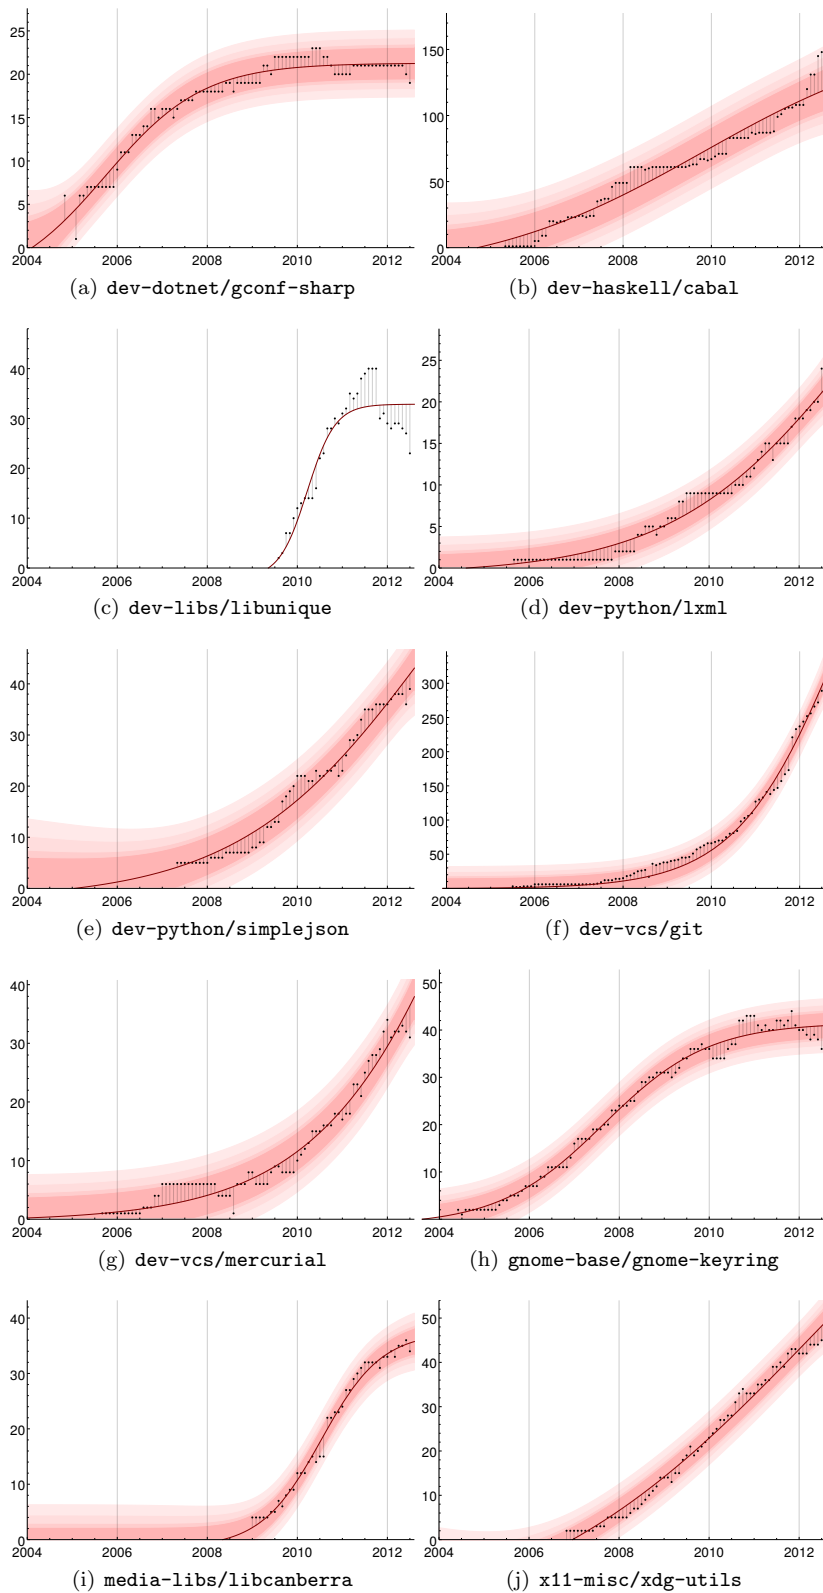 25
20
15
10
5
0
2004 2006 2008 2010 2012
(a) dev-dotnet/gconf-sharp
150
100
50
0
2004 2006 2008 2010 2012
(b) dev-haskell/cabal
40
30
20
10
0
2004 2006 2008 2010 2012
(c) dev-libs/libunique
25
20
15
10
5
0
2004 2006 2008 2010 2012
(d) dev-python/lxml
40
30
20
10
0
2004 2006 2008 2010 2012
(e) dev-python/simplejson
300
250
200
150
100
50
2004 2006 2008 2010 2012
(f) dev-vcs/git
40
30
20
10
0
2004 2006 2008 2010 2012
(g) dev-vcs/mercurial
50
40
30
20
10
2004 2006 2008 2010 2012
(h) gnome-base/gnome-keyring
40
30
20
10
0
2004 2006 2008 2010 2012
(i) media-libs/libcanberra
50
40
30
20
10
0
2004 2006 2008 2010 2012
(j) x11-misc/xdg-utils